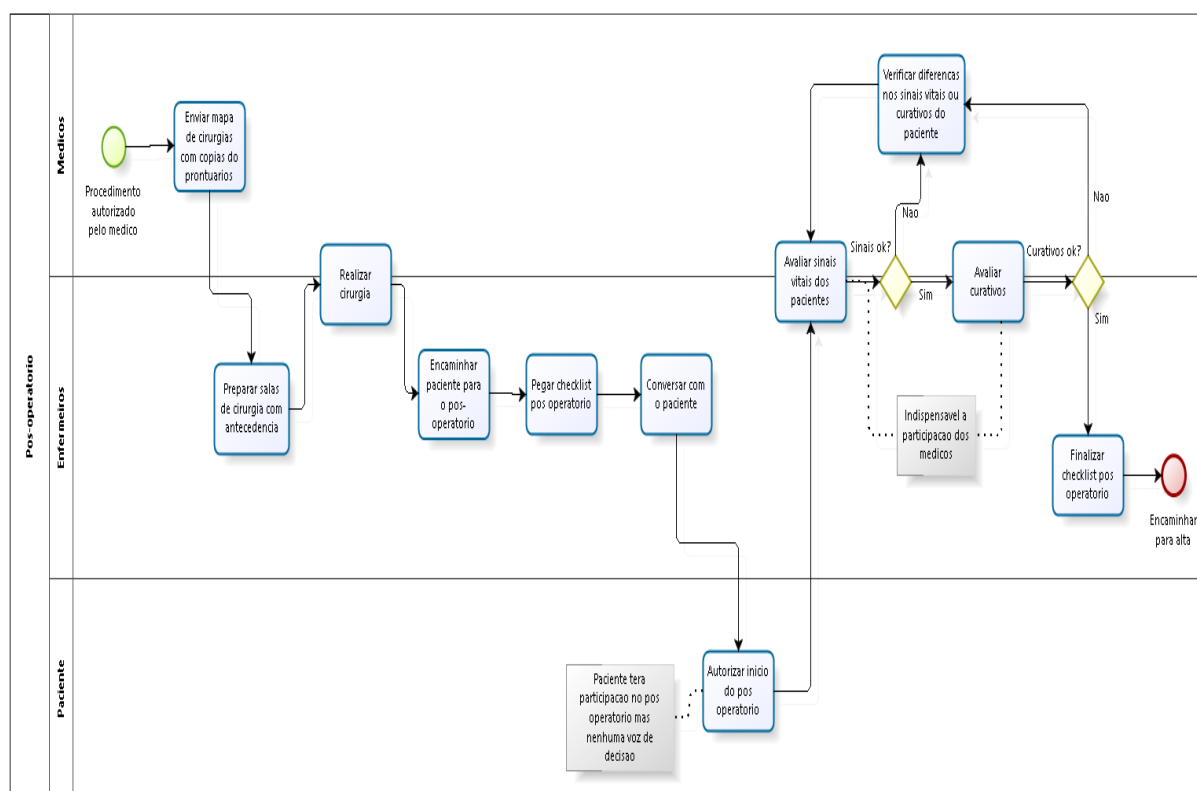 Pos-operatorio
Medicos
Procedimento
autorizado
pelo medico
Enviar mapa
de cirurgias
com copias do
prontuarios
Verificar diferencas
nos sinais vitais ou
curativos do
paciente
Nao
Nao
Realizar
cirurgia
Avaliar sinais
vitais dos
pacientes
Sinais ok?
Sim
Avaliar
curativos
Curativos ok?
Sim
Enfermeiros
Preparar salas
de cirurgia com
antecedencia
Encaminhar
paciente para
o pos-
operatorio
Pegar checklist
pos operatorio
Conversar com
o paciente
Indispensavel a
participacao dos
medicos
Finalizar
checklist pos
operatorio
Encaminhar
para alta
Paciente
Paciente tera
participacao no pos
operatorio mas
nenhuma voz de
decisao
Autorizar inicio
do pos
operatorio